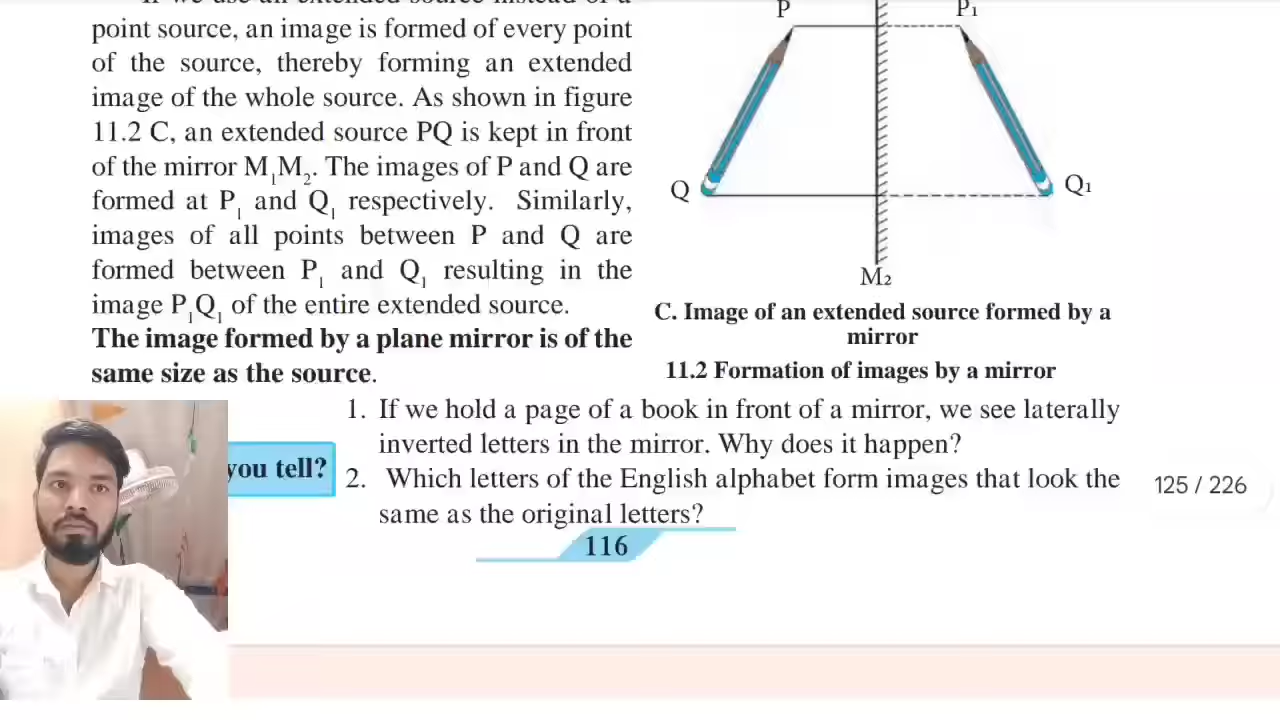 point source, an image is formed of every point
of the source, thereby forming an extended
image of the whole source. As shown in figure
11.2 C, an extended source PQ is kept in front
of the mirror M1M2. The images of P and Q are
formed at P1 and Q1 respectively. Similarly,
images of all points between P and Q are
formed between P1 and Q1 resulting in the
image P1Q1 of the entire extended source.
The image formed by a plane mirror is of the
same size as the source.
P
P1
Q
Q1
M2
C. Image of an extended source formed by a
mirror
11.2 Formation of images by a mirror
you tell?
1. If we hold a page of a book in front of a mirror, we see laterally
inverted letters in the mirror. Why does it happen?
2. Which letters of the English alphabet form images that look the
same as the original letters?
125 / 226
116